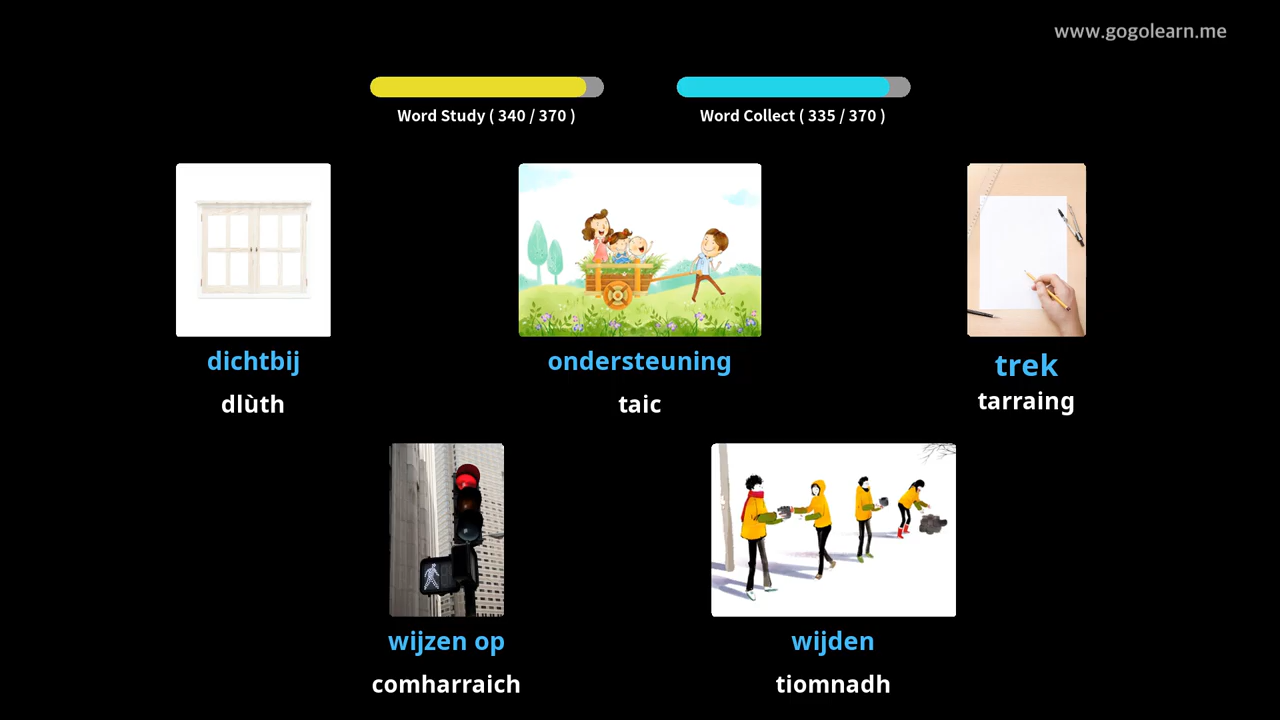 www.gogolearn.me
Word Study ( 340 / 370 )
Word Collect ( 335 / 370 )
dichtbij
dlùth
ondersteuning
taic
trek
tarraing
wijzen op
comharraich
wijden
tiomnadh